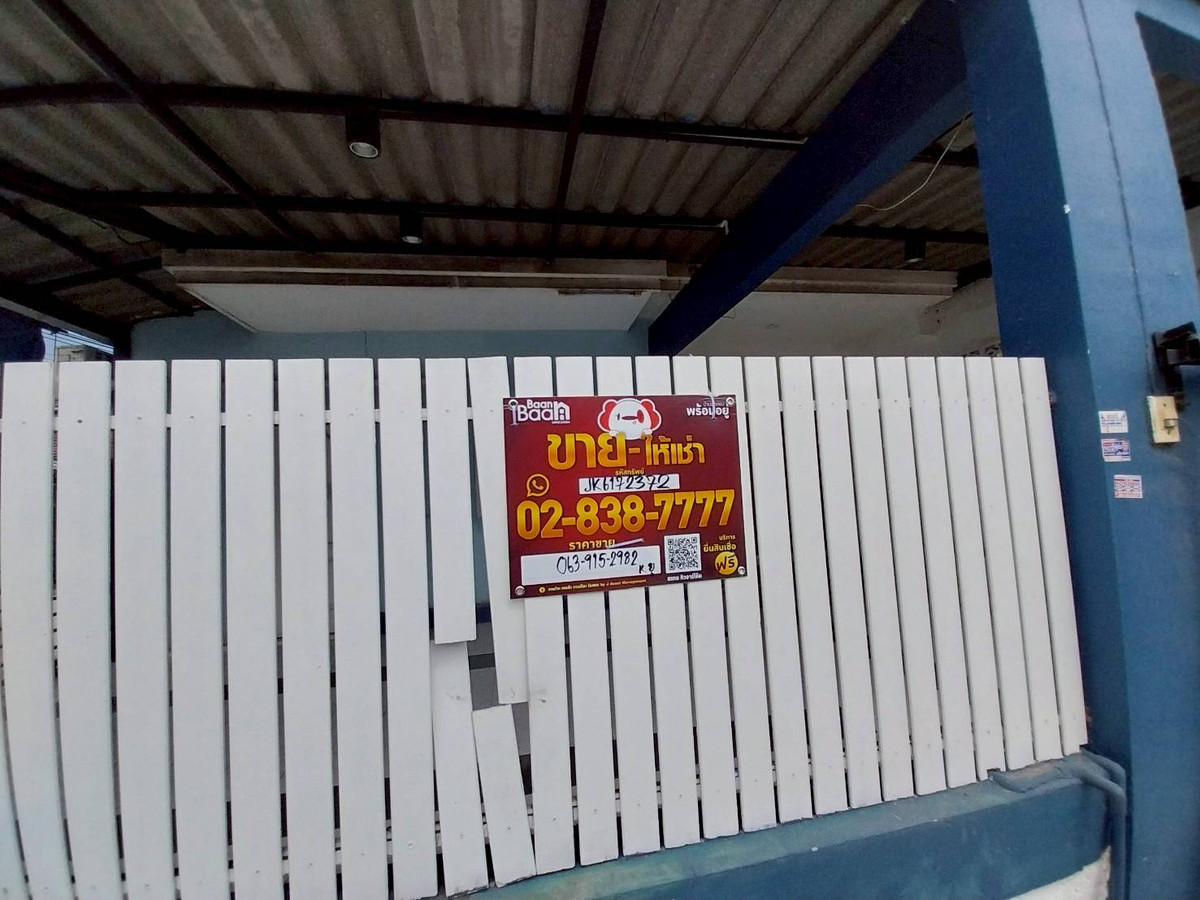 Baan
Baan
พร้อมอยู่
ขาย-ให้เช่า
รหัสทรัพย์
JK6172372
02-838-7777
ราคาขาย
063-915-2982
บริการ
ยื่นสินเชื่อ
ฟรี